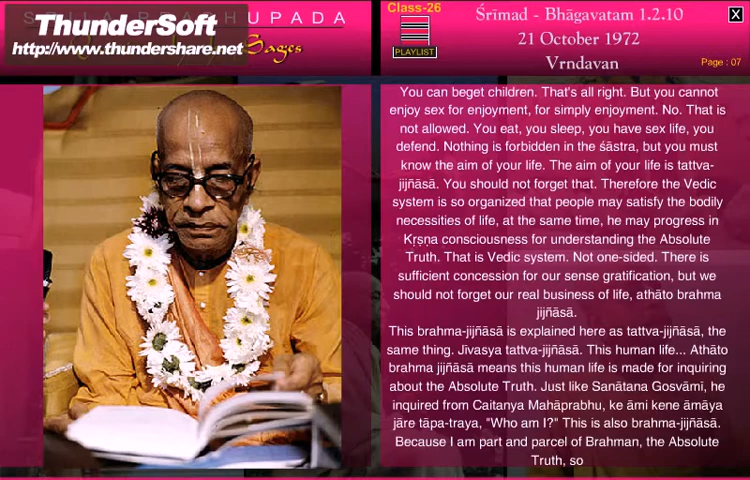 ThunderSoft
http://www.thundershare.net
HUPADA
Sages
Class-26
PLAYLIST
Śrīmad - Bhāgavatam 1.2.10
21 October 1972
Vrndavan
X
Page : 07
You can beget children. That's all right. But you cannot
enjoy sex for enjoyment, for simply enjoyment. No. That is
not allowed. You eat, you sleep, you have sex life, you
defend. Nothing is forbidden in the śāstra, but you must
know the aim of your life. The aim of your life is tattva-
jijñāsā. You should not forget that. Therefore the Vedic
system is so organized that people may satisfy the bodily
necessities of life, at the same time, he may progress in
Kṛṣṇa consciousness for understanding the Absolute
Truth. That is Vedic system. Not one-sided. There is
sufficient concession for our sense gratification, but we
should not forget our real business of life, athāto brahma
jijñāsā.
This brahma-jijñāsā is explained here as tattva-jijñāsā, the
same thing. Jīvasya tattva-jijñāsā. This human life... Athāto
brahma jijñāsā means this human life is made for inquiring
about the Absolute Truth. Just like Sanātana Gosvāmī, he
inquired from Caitanya Mahāprabhu, ke āmi kene āmāya
jāre tāpa-traya, "Who am I?" This is also brahma-jijñāsā.
Because I am part and parcel of Brahman, the Absolute
Truth, so